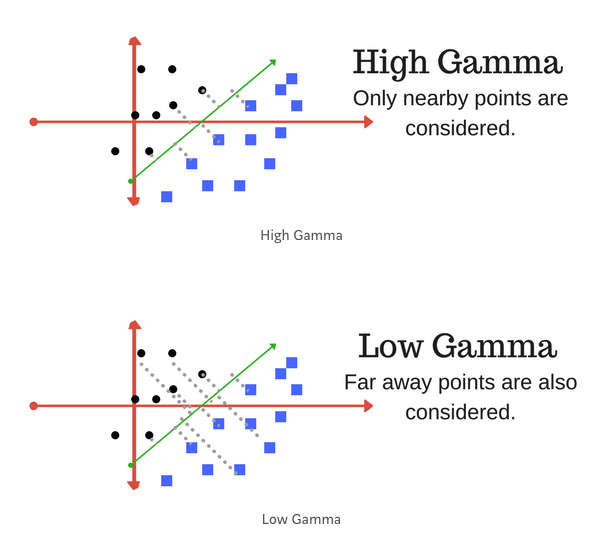 High Gamma
Only nearby points are
considered.
High Gamma
Low Gamma
Far away points are also
considered.
Low Gamma